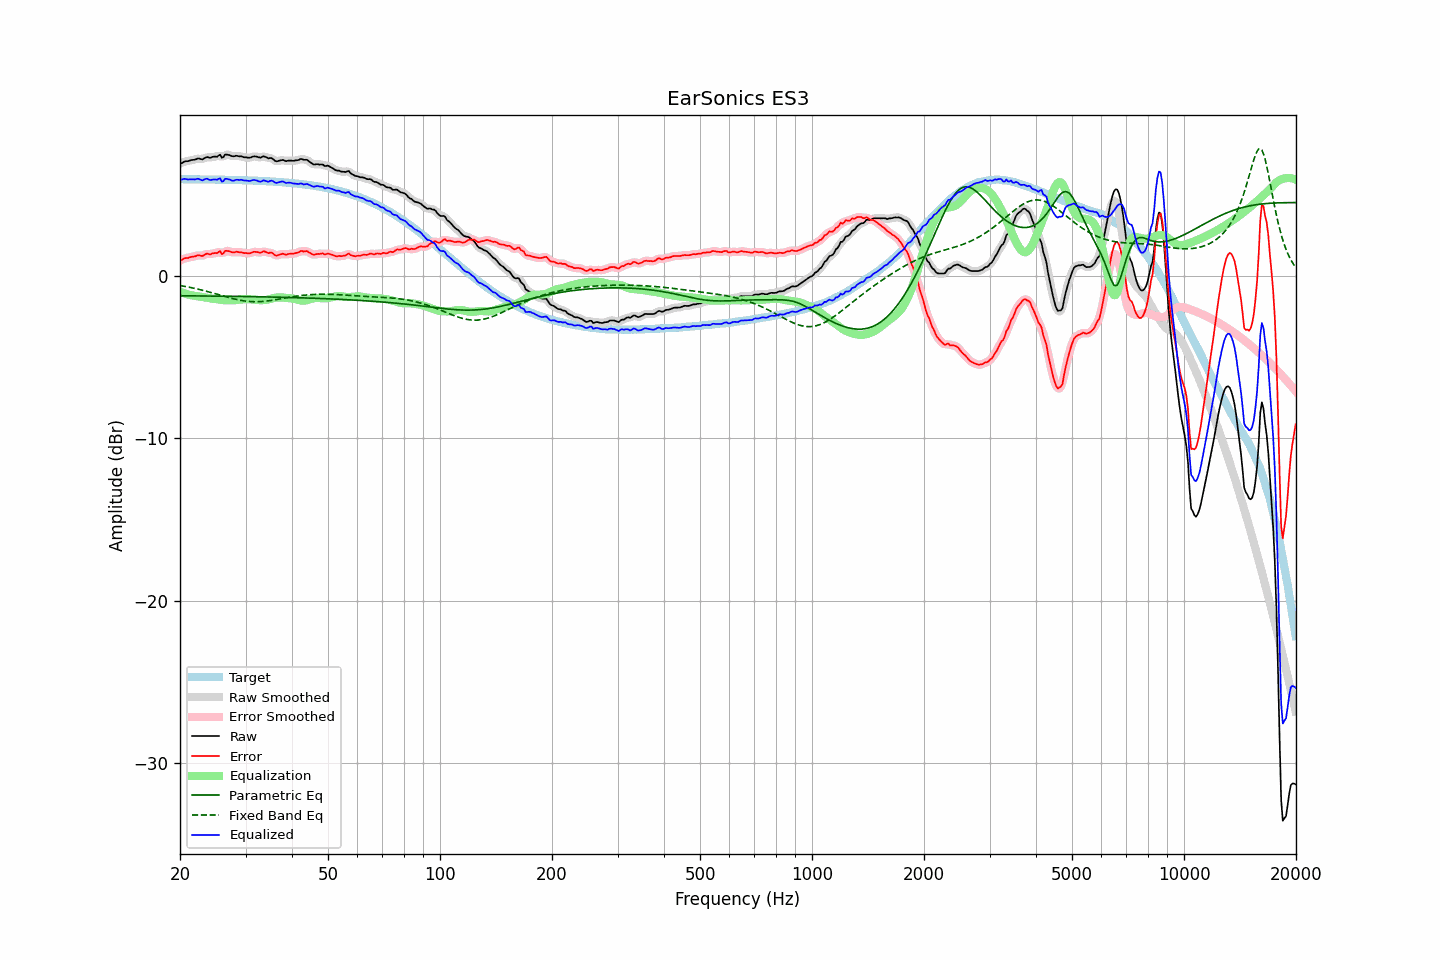 EarSonics ES3
Amplitude (dBr)
0
−10
−20
−30
Target
Raw Smoothed
Error Smoothed
Raw
Error
Equalization
Parametric Eq
Fixed Band Eq
Equalized
20 50 100 200 500 1000 2000 5000 10000 20000
Frequency (Hz)